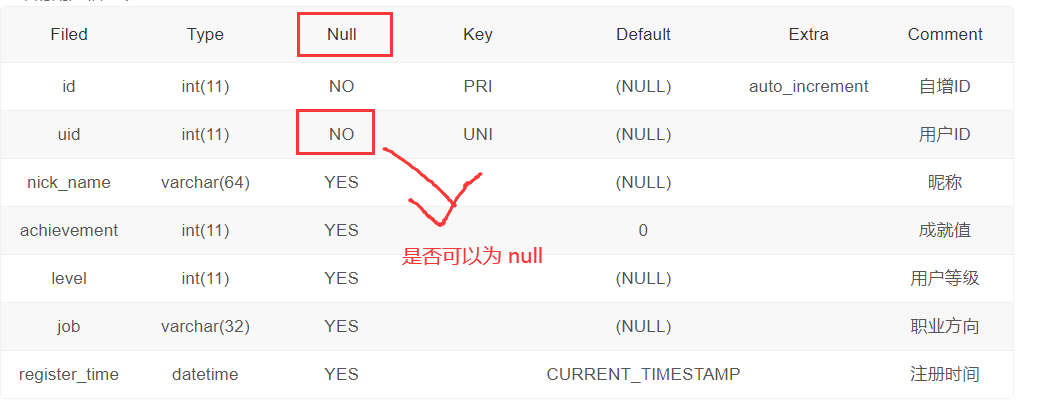 Filed Type Null Key Default Extra Comment
id int(11) NO PRI (NULL) auto_increment 自增ID
uid int(11) NO UNI (NULL) 用户ID
nick_name varchar(64) YES (NULL) 昵称
achievement int(11) YES 0 成就值
是否可以为 null
level int(11) YES (NULL) 用户等级
job varchar(32) YES (NULL) 职业方向
register_time datetime YES CURRENT_TIMESTAMP 注册时间